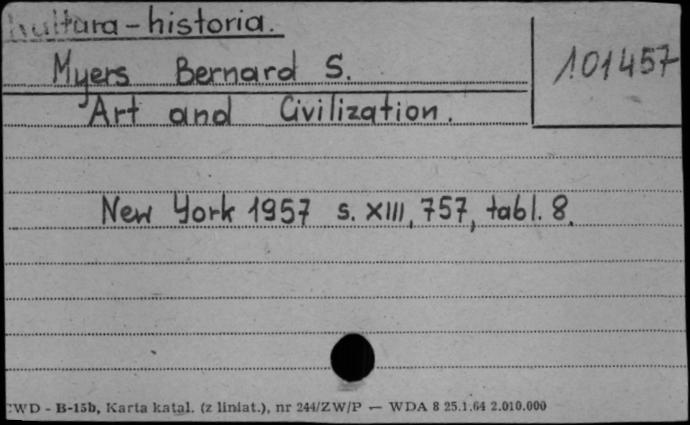 Kultura - historia.
Myers Bernard S.
101457
Art and Civilization.
New York 1957 s. XIII, 757, tabl. 8.
CWD - B-15b, Karta katal. (z liniat.), nr 244/ZW/P — WDA 8 25.1.64 2.010.000